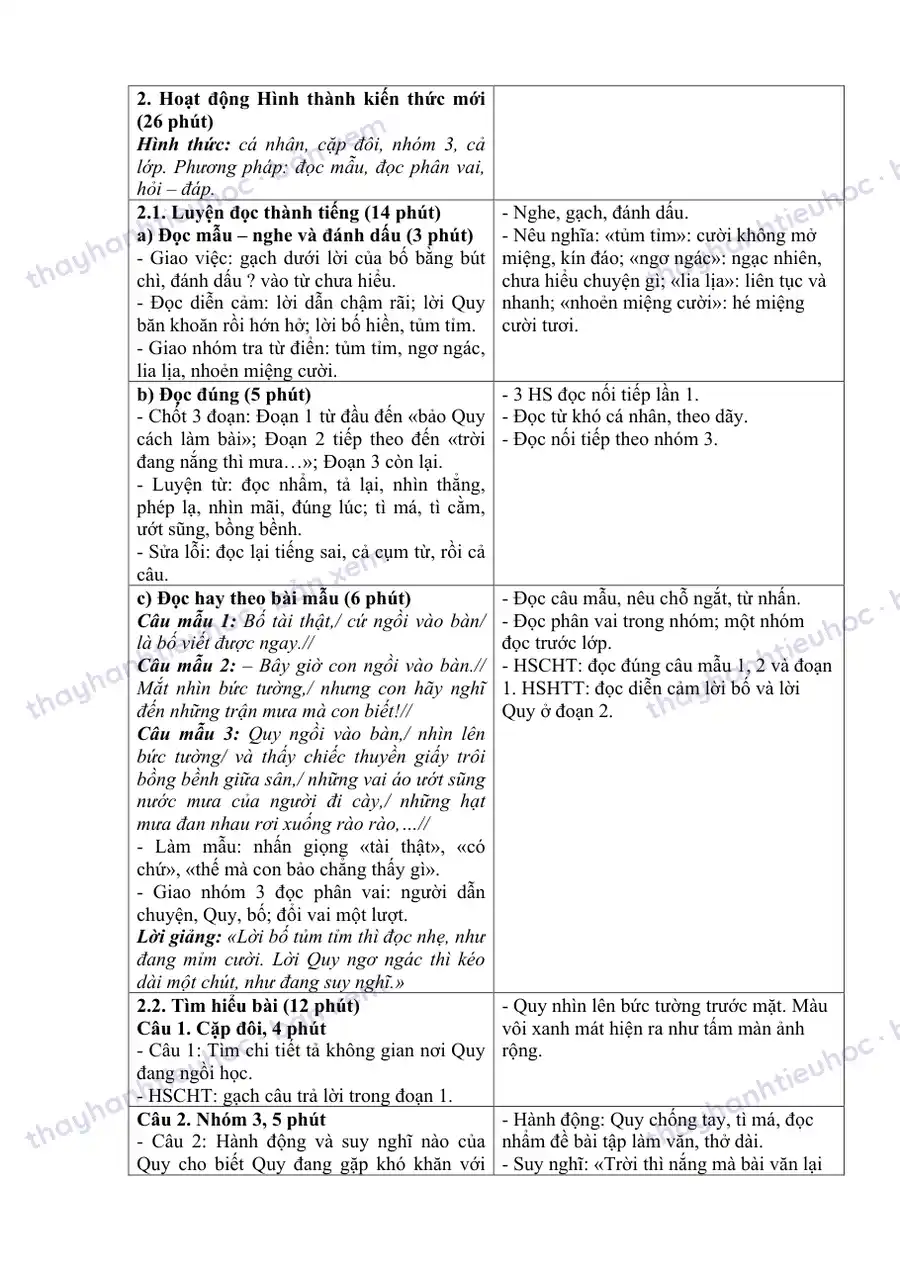 2. Hoạt động Hình thành kiến thức mới
(26 phút)
Hình thức: cá nhân, cặp đôi, nhóm 3, cả
lớp. Phương pháp: đọc mẫu, đọc phân vai,
hỏi – đáp.
2.1. Luyện đọc thành tiếng (14 phút)
a) Đọc mẫu – nghe và đánh dấu (3 phút)
- Giao việc: gạch dưới lời của bố bằng bút
chì, đánh dấu ? vào từ chưa hiểu.
- Đọc diễn cảm: lời dẫn chậm rãi; lời Quy
băn khoăn rồi hớn hở; lời bố hiền, tủm tỉm.
- Giao nhóm tra từ điển: tủm tỉm, ngơ ngác,
lia lịa, nhoẻn miệng cười.
- Nghe, gạch, đánh dấu.
- Nêu nghĩa: «tủm tỉm»: cười không mở
miệng, kín đáo; «ngơ ngác»: ngạc nhiên,
chưa hiểu chuyện gì; «lia lịa»: liên tục và
nhanh; «nhoẻn miệng cười»: hé miệng
cười tươi.
b) Đọc đúng (5 phút)
- Chốt 3 đoạn: Đoạn 1 từ đầu đến «bảo Quy
cách làm bài»; Đoạn 2 tiếp theo đến «trời
đang nắng thì mưa…»; Đoạn 3 còn lại.
- Luyện từ: đọc nhẩm, tả lại, nhìn thẳng,
phép lạ, nhìn mãi, đúng lúc; tì má, tì cằm,
ướt sũng, bồng bềnh.
- Sửa lỗi: đọc lại tiếng sai, cả cụm từ, rồi cả
câu.
- 3 HS đọc nối tiếp lần 1.
- Đọc từ khó cá nhân, theo dãy.
- Đọc nối tiếp theo nhóm 3.
c) Đọc hay theo bài mẫu (6 phút)
Câu mẫu 1: Bố tài thật,/ cứ ngồi vào bàn/
là bố viết được ngay.//
Câu mẫu 2: – Bây giờ con ngồi vào bàn.//
Mắt nhìn bức tường,/ nhưng con hãy nghĩ
đến những trận mưa mà con biết!//
Câu mẫu 3: Quy ngồi vào bàn,/ nhìn lên
bức tường/ và thấy chiếc thuyền giấy trôi
bồng bềnh giữa sân,/ những vai áo ướt sũng
nước mưa của người đi cày,/ những hạt
mưa đan nhau rơi xuống rào rào,…//
- Làm mẫu: nhấn giọng «tài thật», «có
chứ», «thế mà con bảo chẳng thấy gì».
- Giao nhóm 3 đọc phân vai: người dẫn
chuyện, Quy, bố; đổi vai một lượt.
Lời giảng: «Lời bố tủm tỉm thì đọc nhẹ, như
đang mỉm cười. Lời Quy ngơ ngác thì kéo
dài một chút, như đang suy nghĩ.»
- Đọc câu mẫu, nêu chỗ ngắt, từ nhấn.
- Đọc phân vai trong nhóm; một nhóm
đọc trước lớp.
- HSCHT: đọc đúng câu mẫu 1, 2 và đoạn
1. HSHTT: đọc diễn cảm lời bố và lời
Quy ở đoạn 2.
2.2. Tìm hiểu bài (12 phút)
Câu 1. Cặp đôi, 4 phút
- Câu 1: Tìm chi tiết tả không gian nơi Quy
đang ngồi học.
- HSCHT: gạch câu trả lời trong đoạn 1.
- Quy nhìn lên bức tường trước mặt. Màu
vôi xanh mát hiện ra như tấm màn ảnh
rộng.
Câu 2. Nhóm 3, 5 phút
- Câu 2: Hành động và suy nghĩ nào của
Quy cho biết Quy đang gặp khó khăn với
- Hành động: Quy chống tay, tì má, đọc
nhẩm đề bài tập làm văn, thở dài.
- Suy nghĩ: «Trời thì nắng mà bài văn lại
thayhanhtieuhoc · bản xem
thayhanhtieuhoc · b
thayhanhtieuhoc · bản xem
thayhanhtieuhoc · b
thayhanhtieuhoc · bản xem
thayhanhtieuhoc · b